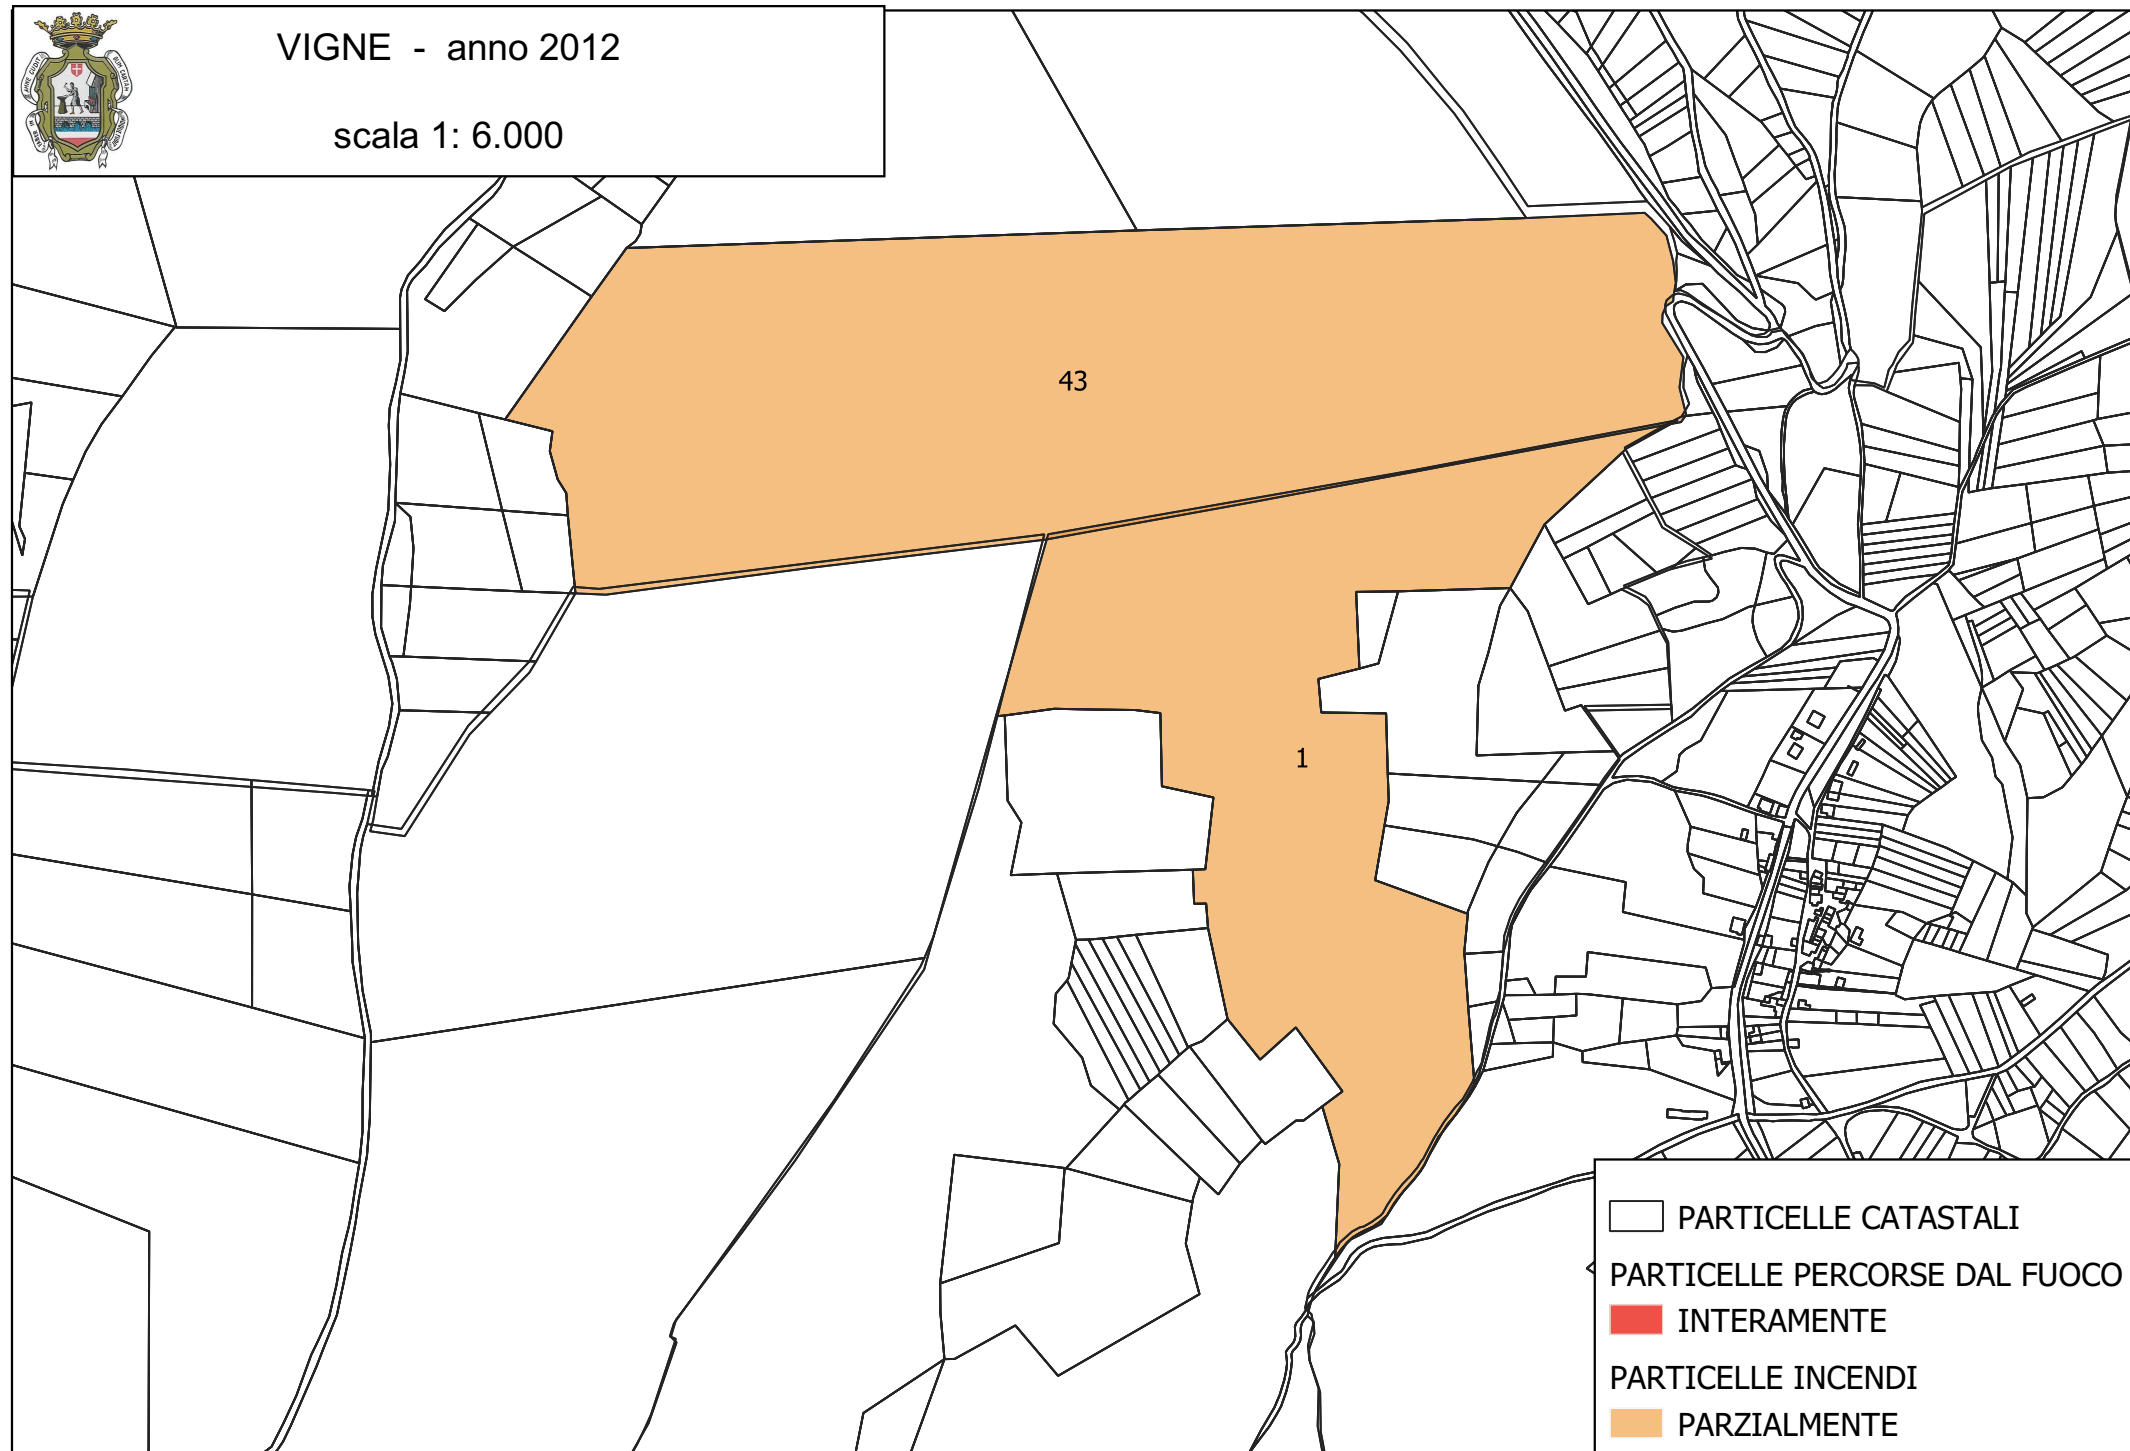 VIGNE - anno 2012
scala 1: 6.000
43
1
PARTICELLE CATASTALI
PARTICELLE PERCORSE DAL FUOCO
INTERAMENTE
PARTICELLE INCENDI
PARZIALMENTE